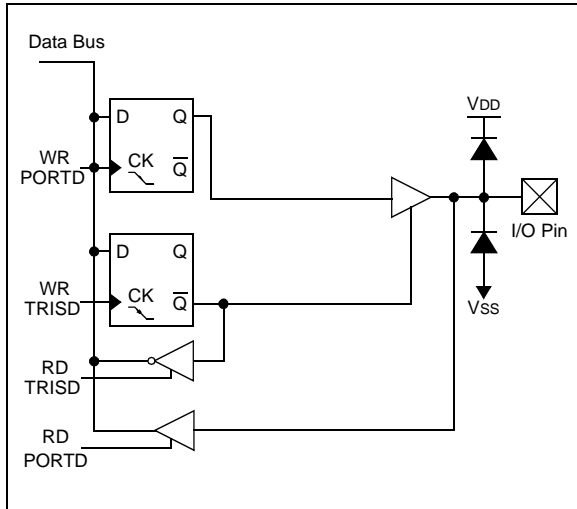 Data Bus
D Q
WR
PORTD
CK
Q
VDD
I/O Pin
D Q
WR
TRISD
CK
Q
VSS
RD
TRISD
RD
PORTD